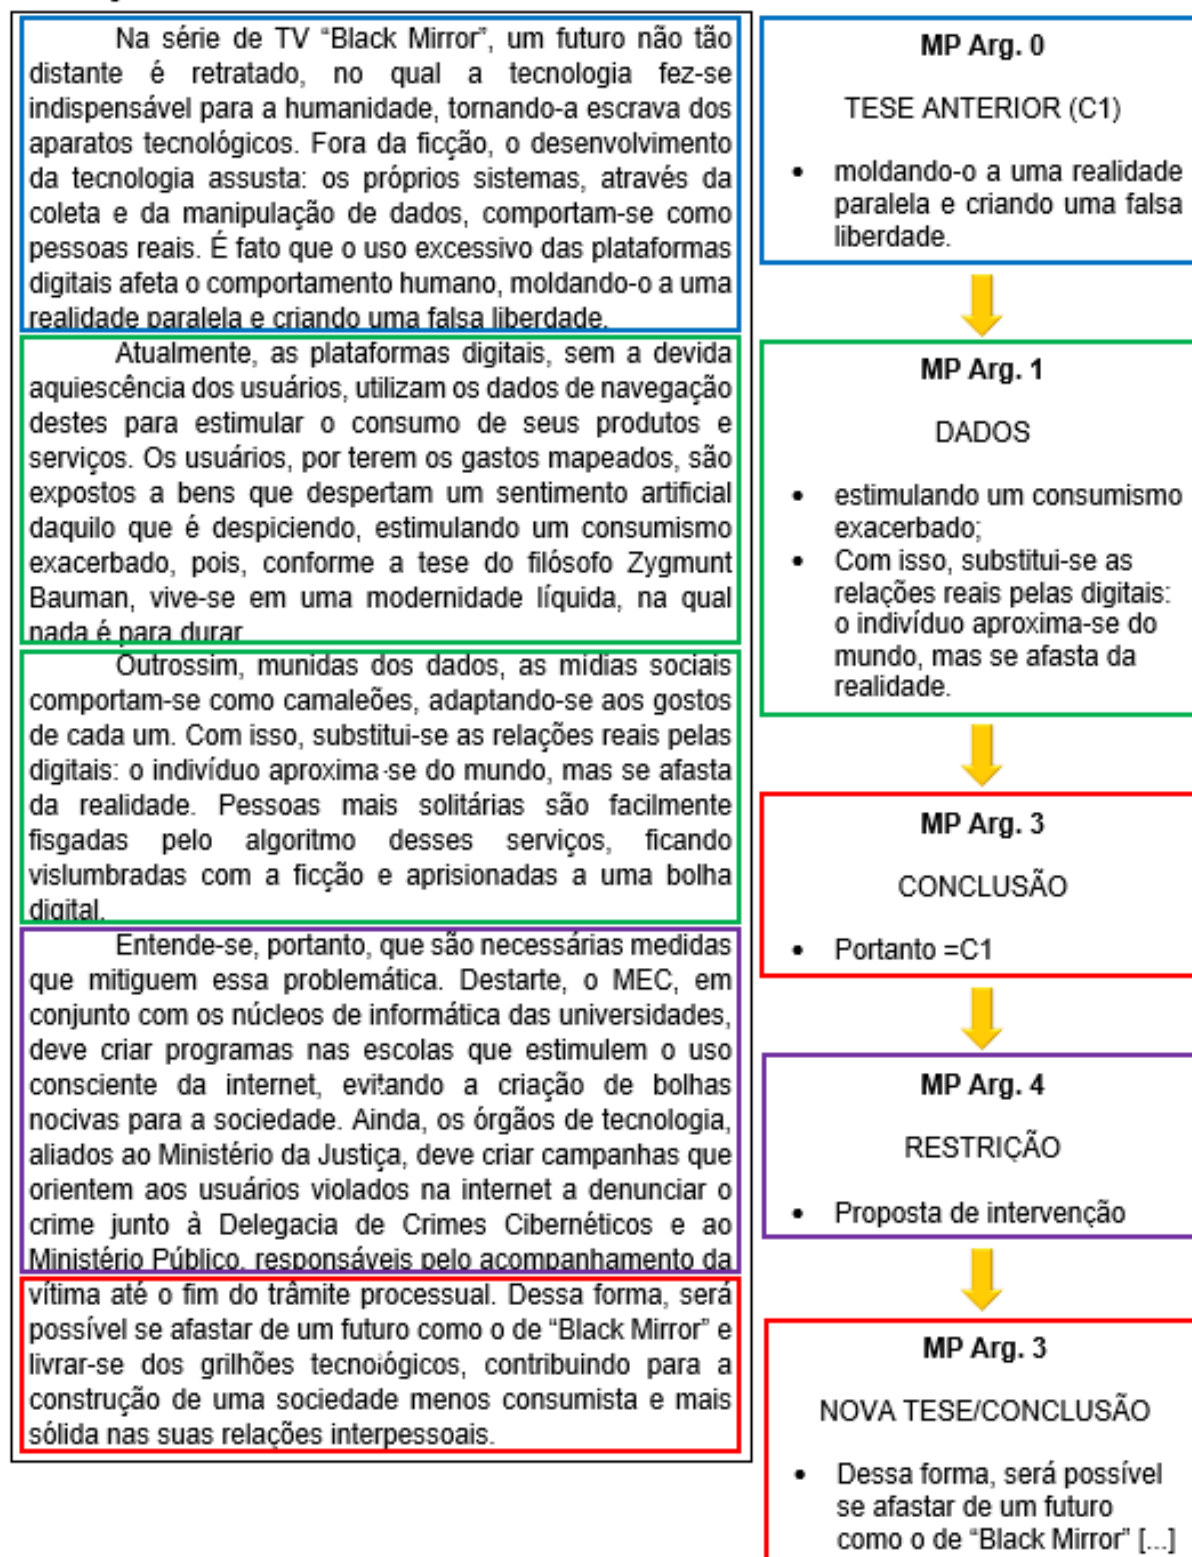 Na série de TV “Black Mirror”, um futuro não tão
distante é retratado, no qual a tecnologia fez-se
indispensável para a humanidade, tornando-a escrava dos
aparatos tecnológicos. Fora da ficção, o desenvolvimento
da tecnologia assusta: os próprios sistemas, através da
coleta e da manipulação de dados, comportam-se como
pessoas reais. É fato que o uso excessivo das plataformas
digitais afeta o comportamento humano, moldando-o a uma
realidade paralela e criando uma falsa liberdade.
Atualmente, as plataformas digitais, sem a devida
aquiescência dos usuários, utilizam os dados de navegação
destes para estimular o consumo de seus produtos e
serviços. Os usuários, por terem os gastos mapeados, são
expostos a bens que despertam um sentimento artificial
daquilo que é despiciendo, estimulando um consumismo
exacerbado, pois, conforme a tese do filósofo Zygmunt
Bauman, vive-se em uma modernidade líquida, na qual
nada é para durar
Outrossim, munidas dos dados, as mídias sociais
comportam-se como camaleões, adaptando-se aos gostos
de cada um. Com isso, substitui-se as relações reais pelas
digitais: o indivíduo aproxima-se do mundo, mas se afasta
da realidade. Pessoas mais solitárias são facilmente
fisgadas pelo algoritmo desses serviços, ficando
vislumbradas com a ficção e aprisionadas a uma bolha
digital.
Entende-se, portanto, que são necessárias medidas
que mitiguem essa problemática. Destarte, o MEC, em
conjunto com os núcleos de informática das universidades,
deve criar programas nas escolas que estimulem o uso
consciente da internet, evitando a criação de bolhas
nocivas para a sociedade. Ainda, os órgãos de tecnologia,
aliados ao Ministério da Justiça, deve criar campanhas que
orientem aos usuários violados na internet a denunciar o
crime junto à Delegacia de Crimes Cibernéticos e ao
Ministério Público, responsáveis pelo acompanhamento da
vítima até o fim do trâmite processual. Dessa forma, será
possível se afastar de um futuro como o de “Black Mirror” e
livrar-se dos grilhões tecnológicos, contribuindo para a
construção de uma sociedade menos consumista e mais
sólida nas suas relações interpessoais.
MP Arg. 0
TESE ANTERIOR (C1)
• moldando-o a uma realidade
paralela e criando uma falsa
liberdade.
MP Arg. 1
DADOS
• estimulando um consumismo
exacerbado;
• Com isso, substitui-se as
relações reais pelas digitais:
o indivíduo aproxima-se do
mundo, mas se afasta da
realidade.
MP Arg. 3
CONCLUSÃO
• Portanto =C1
MP Arg. 4
RESTRIÇÃO
• Proposta de intervenção
MP Arg. 3
NOVA TESE/CONCLUSÃO
• Dessa forma, será possível
se afastar de um futuro
como o de “Black Mirror” [...]